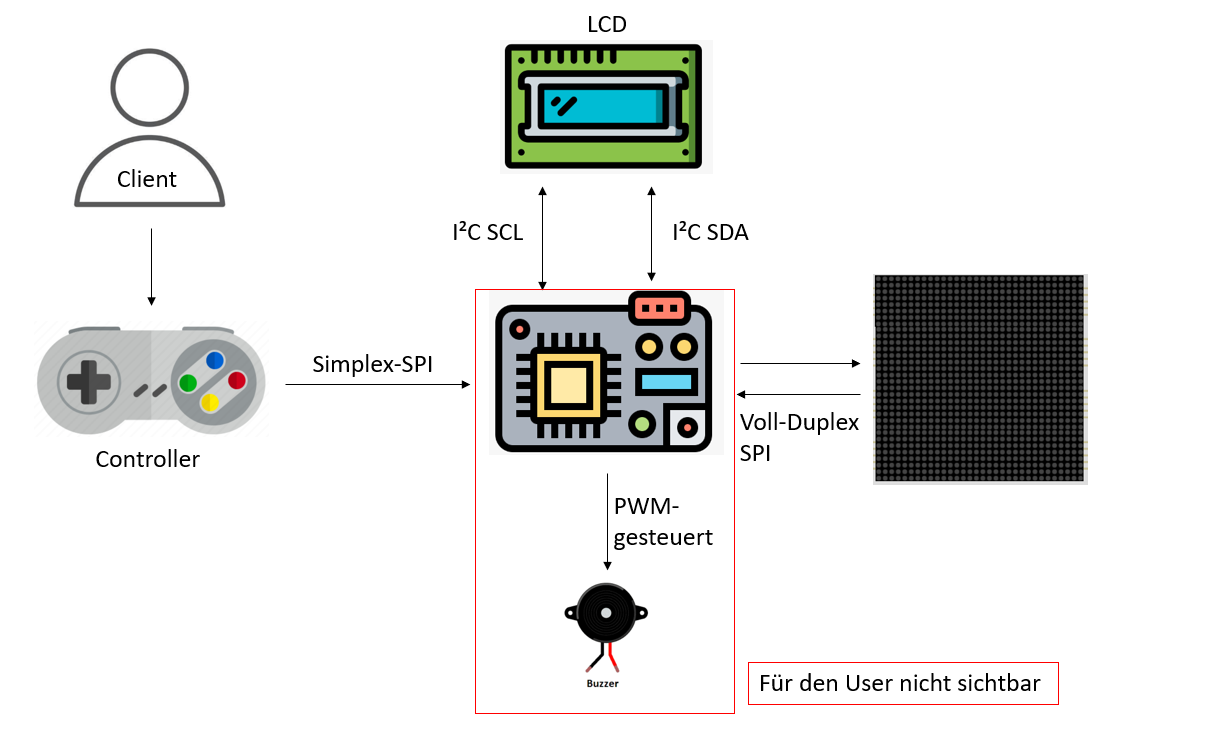 LCD
Client
I²C SCL
I²C SDA
Simplex-SPI
Controller
Voll-Duplex
SPI
PWM-
gesteuert
Buzzer
Für den User nicht sichtbar